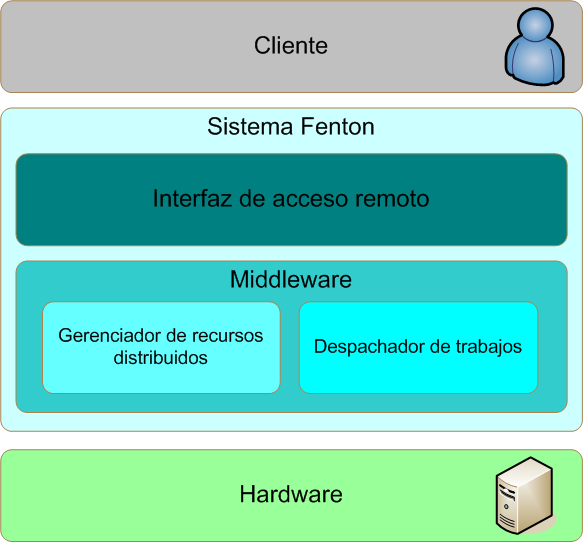 Cliente
Sistema Fenton
Interfaz de acceso remoto
Middleware
Gerenciador de recursos
distribuidos
Despachador de trabajos
Hardware